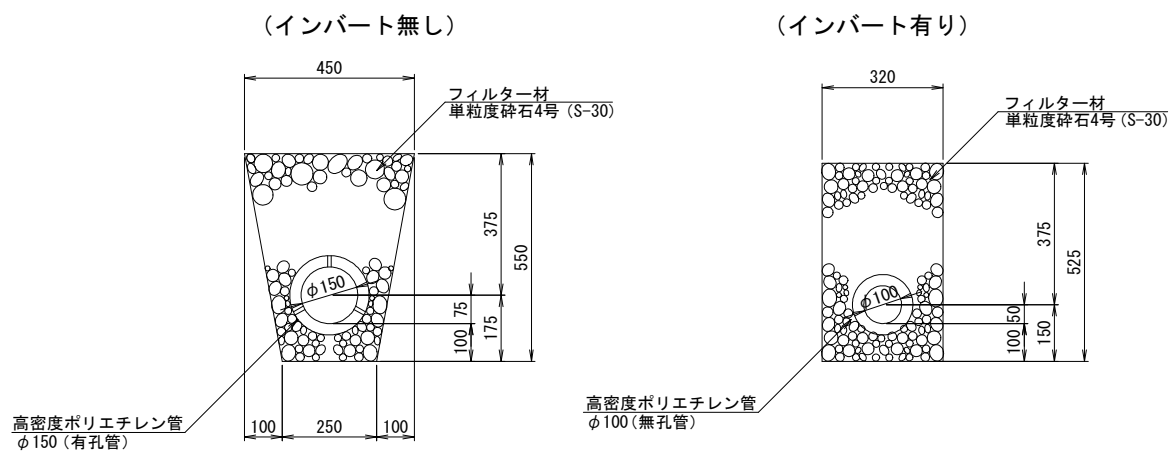 (インバート無し)
450
フィルター材
単粒度砕石4号(S-30)
375
550
φ150
75
175
100
高密度ポリエチレン管
φ150(有孔管)
100
250
100
(インバート有り)
320
フィルター材
単粒度砕石4号(S-30)
375
525
φ100
50
150
100
高密度ポリエチレン管
φ100(無孔管)